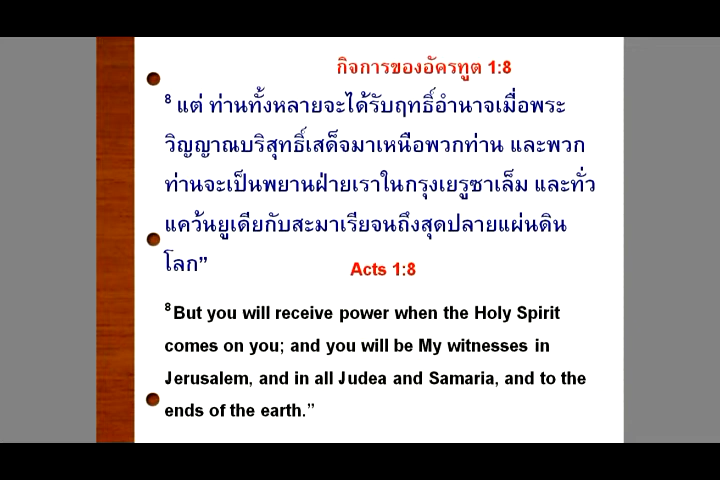 กิจการของอัครทูต 1:8
8 แต่ ท่านทั้งหลายจะได้รับฤทธิ์อำนาจเมื่อพระ
วิญญาณบริสุทธิ์เสด็จมาเหนือพวกท่าน และพวก
ท่านจะเป็นพยานฝ่ายเราในกรุงเยรูซาเล็ม และทั่ว
แคว้นยูเดียกับสะมาเรียจนถึงสุดปลายแผ่นดิน
โลก”
Acts 1:8
8 But you will receive power when the Holy Spirit
comes on you; and you will be My witnesses in
Jerusalem, and in all Judea and Samaria, and to the
ends of the earth.”